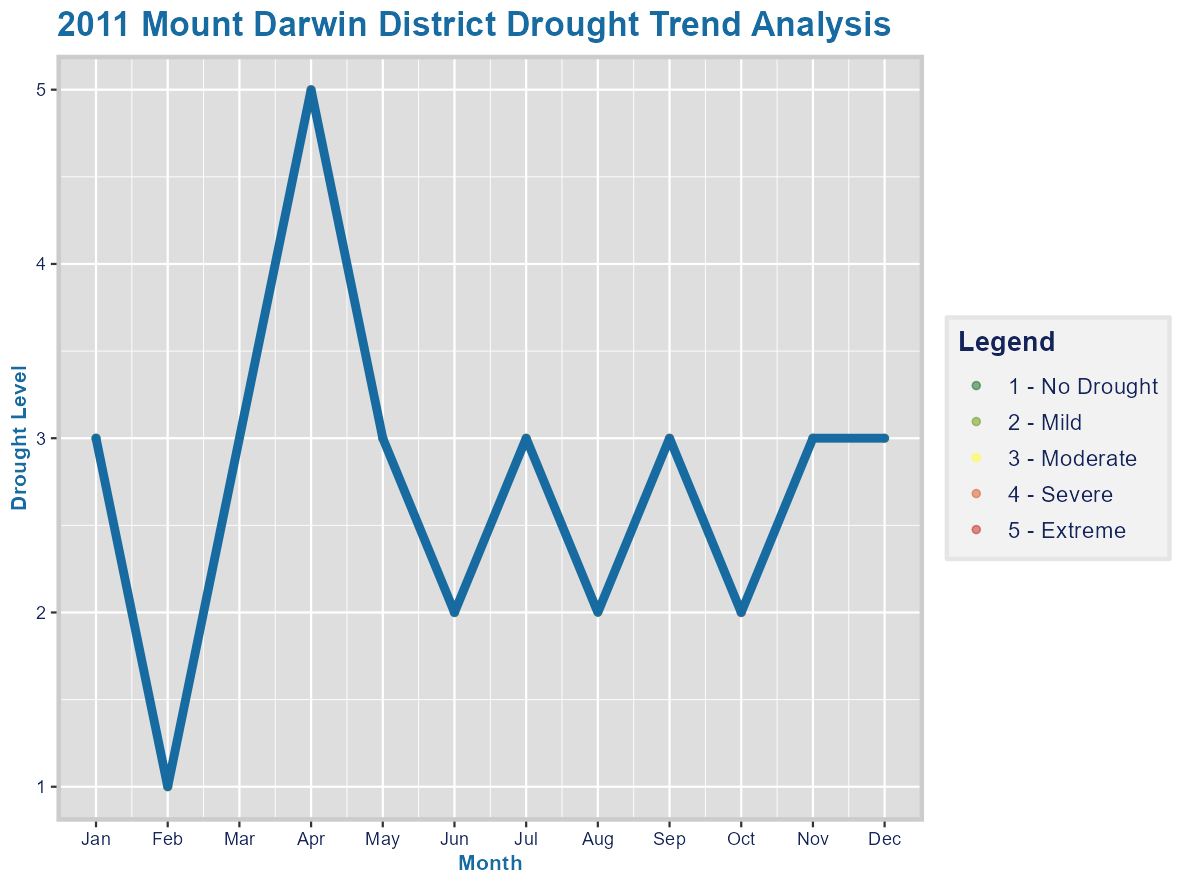 2011 Mount Darwin District Drought Trend Analysis
5
4
3
2
1
Drought Level
Jan Feb Mar Apr May Jun Jul Aug Sep Oct Nov Dec
Month
Legend
1 - No Drought
2 - Mild
3 - Moderate
4 - Severe
5 - Extreme